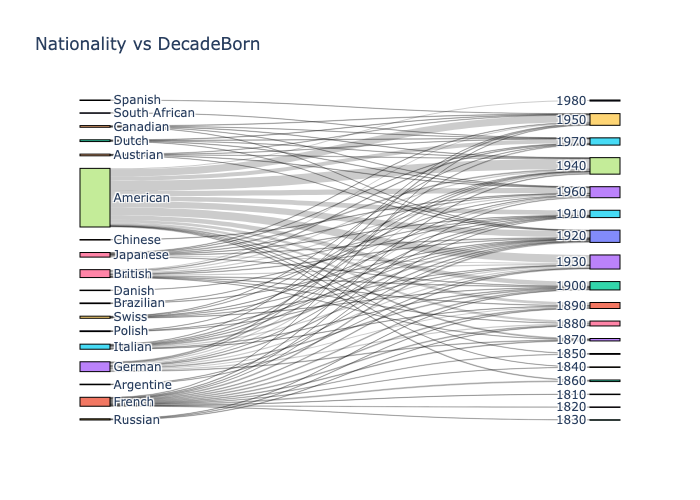 Nationality vs DecadeBorn
Spanish
South African
Canadian
Dutch
Austrian
American
Chinese
Japanese
British
Danish
Brazilian
Swiss
Polish
Italian
German
Argentine
French
Russian
1980
1950
1970
1940
1960
1910
1920
1930
1900
1890
1880
1870
1850
1840
1860
1810
1820
1830